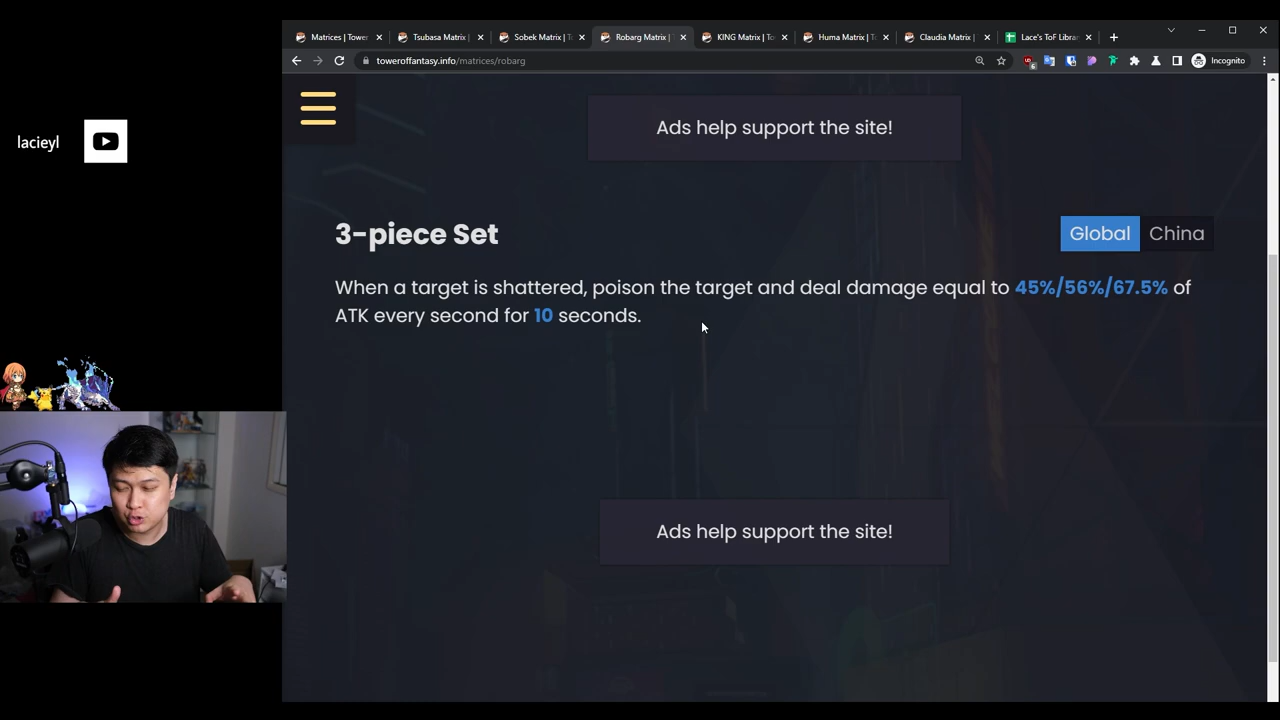 Matrices | Tower
Tsubasa Matrix |
Sobek Matrix | T
Robarg Matrix |
KING Matrix | To
Huma Matrix | To
Claudia Matrix |
Lace's ToF Librar
toweroffantasy.info/matrices/robarg
6
Incognito
Ads help support the site!
lacieyl
3-piece Set
Global
China
When a target is shattered, poison the target and deal damage equal to 45%/56%/67.5% of
ATK every second for 10 seconds.
Ads help support the site!